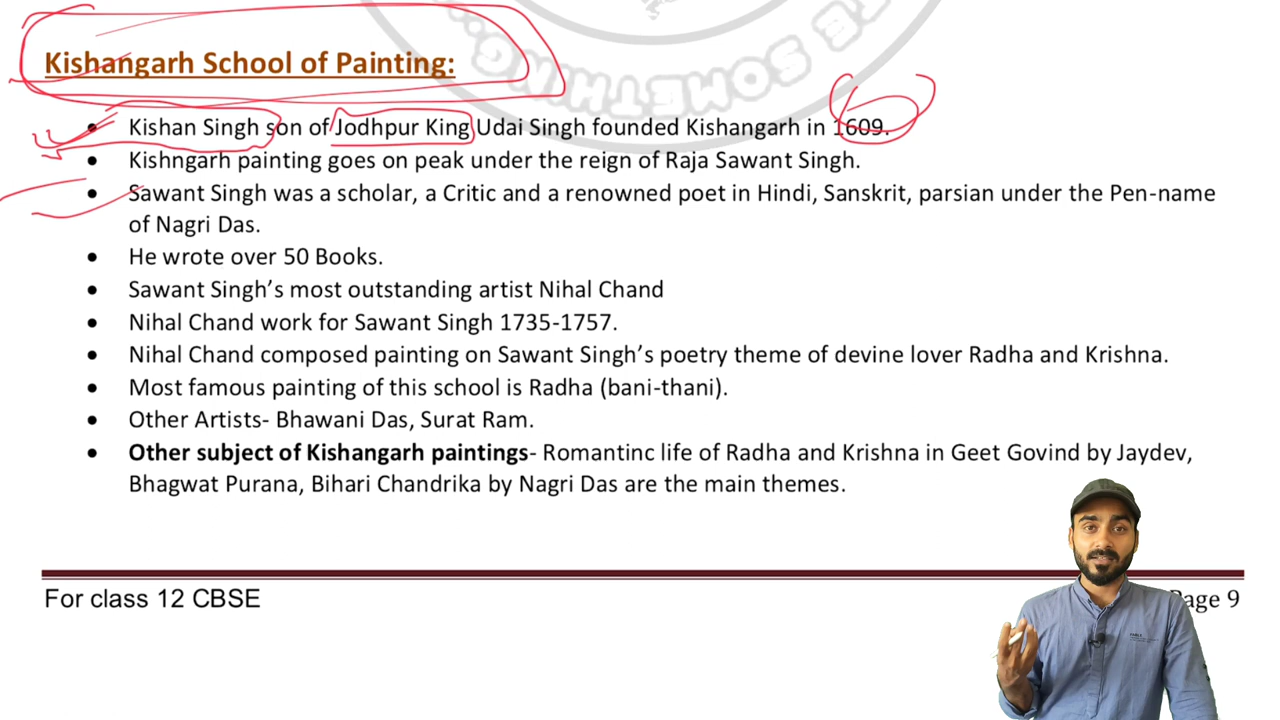 SOMETHING...
Kishangarh School of Painting:
• Kishan Singh son of Jodhpur King Udai Singh founded Kishangarh in 1609.
• Kishngarh painting goes on peak under the reign of Raja Sawant Singh.
• Sawant Singh was a scholar, a Critic and a renowned poet in Hindi, Sanskrit, parsian under the Pen-name
of Nagri Das.
• He wrote over 50 Books.
• Sawant Singh’s most outstanding artist Nihal Chand
• Nihal Chand work for Sawant Singh 1735-1757.
• Nihal Chand composed painting on Sawant Singh’s poetry theme of devine lover Radha and Krishna.
• Most famous painting of this school is Radha (bani-thani).
• Other Artists- Bhawani Das, Surat Ram.
• Other subject of Kishangarh paintings- Romantinc life of Radha and Krishna in Geet Govind by Jaydev,
Bhagwat Purana, Bihari Chandrika by Nagri Das are the main themes.
For class 12 CBSE
Page 9